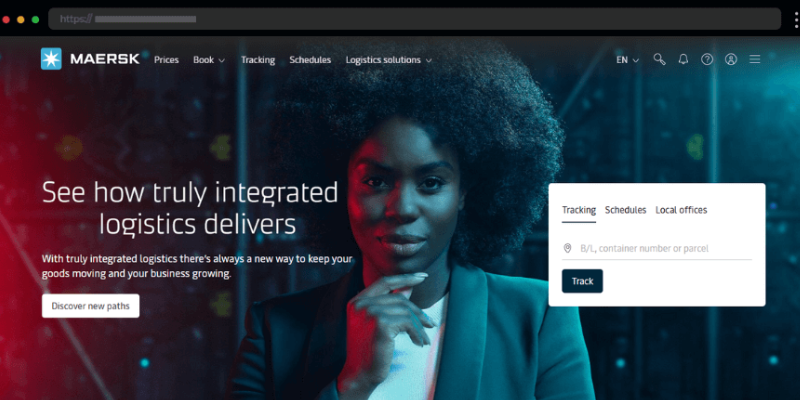 https://
MAERSK Prices Book Tracking Schedules Logistics solutions EN
See how truly integrated
logistics delivers
With truly integrated logistics there's always a new way to keep your
goods moving and your business growing.
Discover new paths
Tracking Schedules Local offices
B/L, container number or parcel
Track